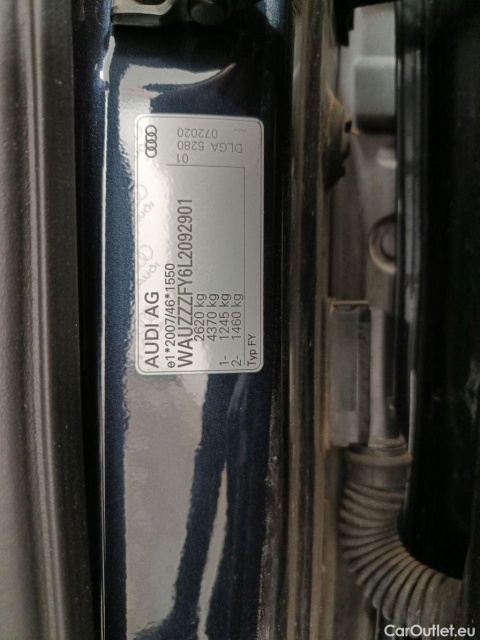 AUDI AG
e1*2007/46*1550
WAUZZZFY6L2092901
2620 kg
4370 kg
1- 1245 kg
2- 1460 kg
Typ FY
01
DLGA 5280
072020
CarOutlet.eu